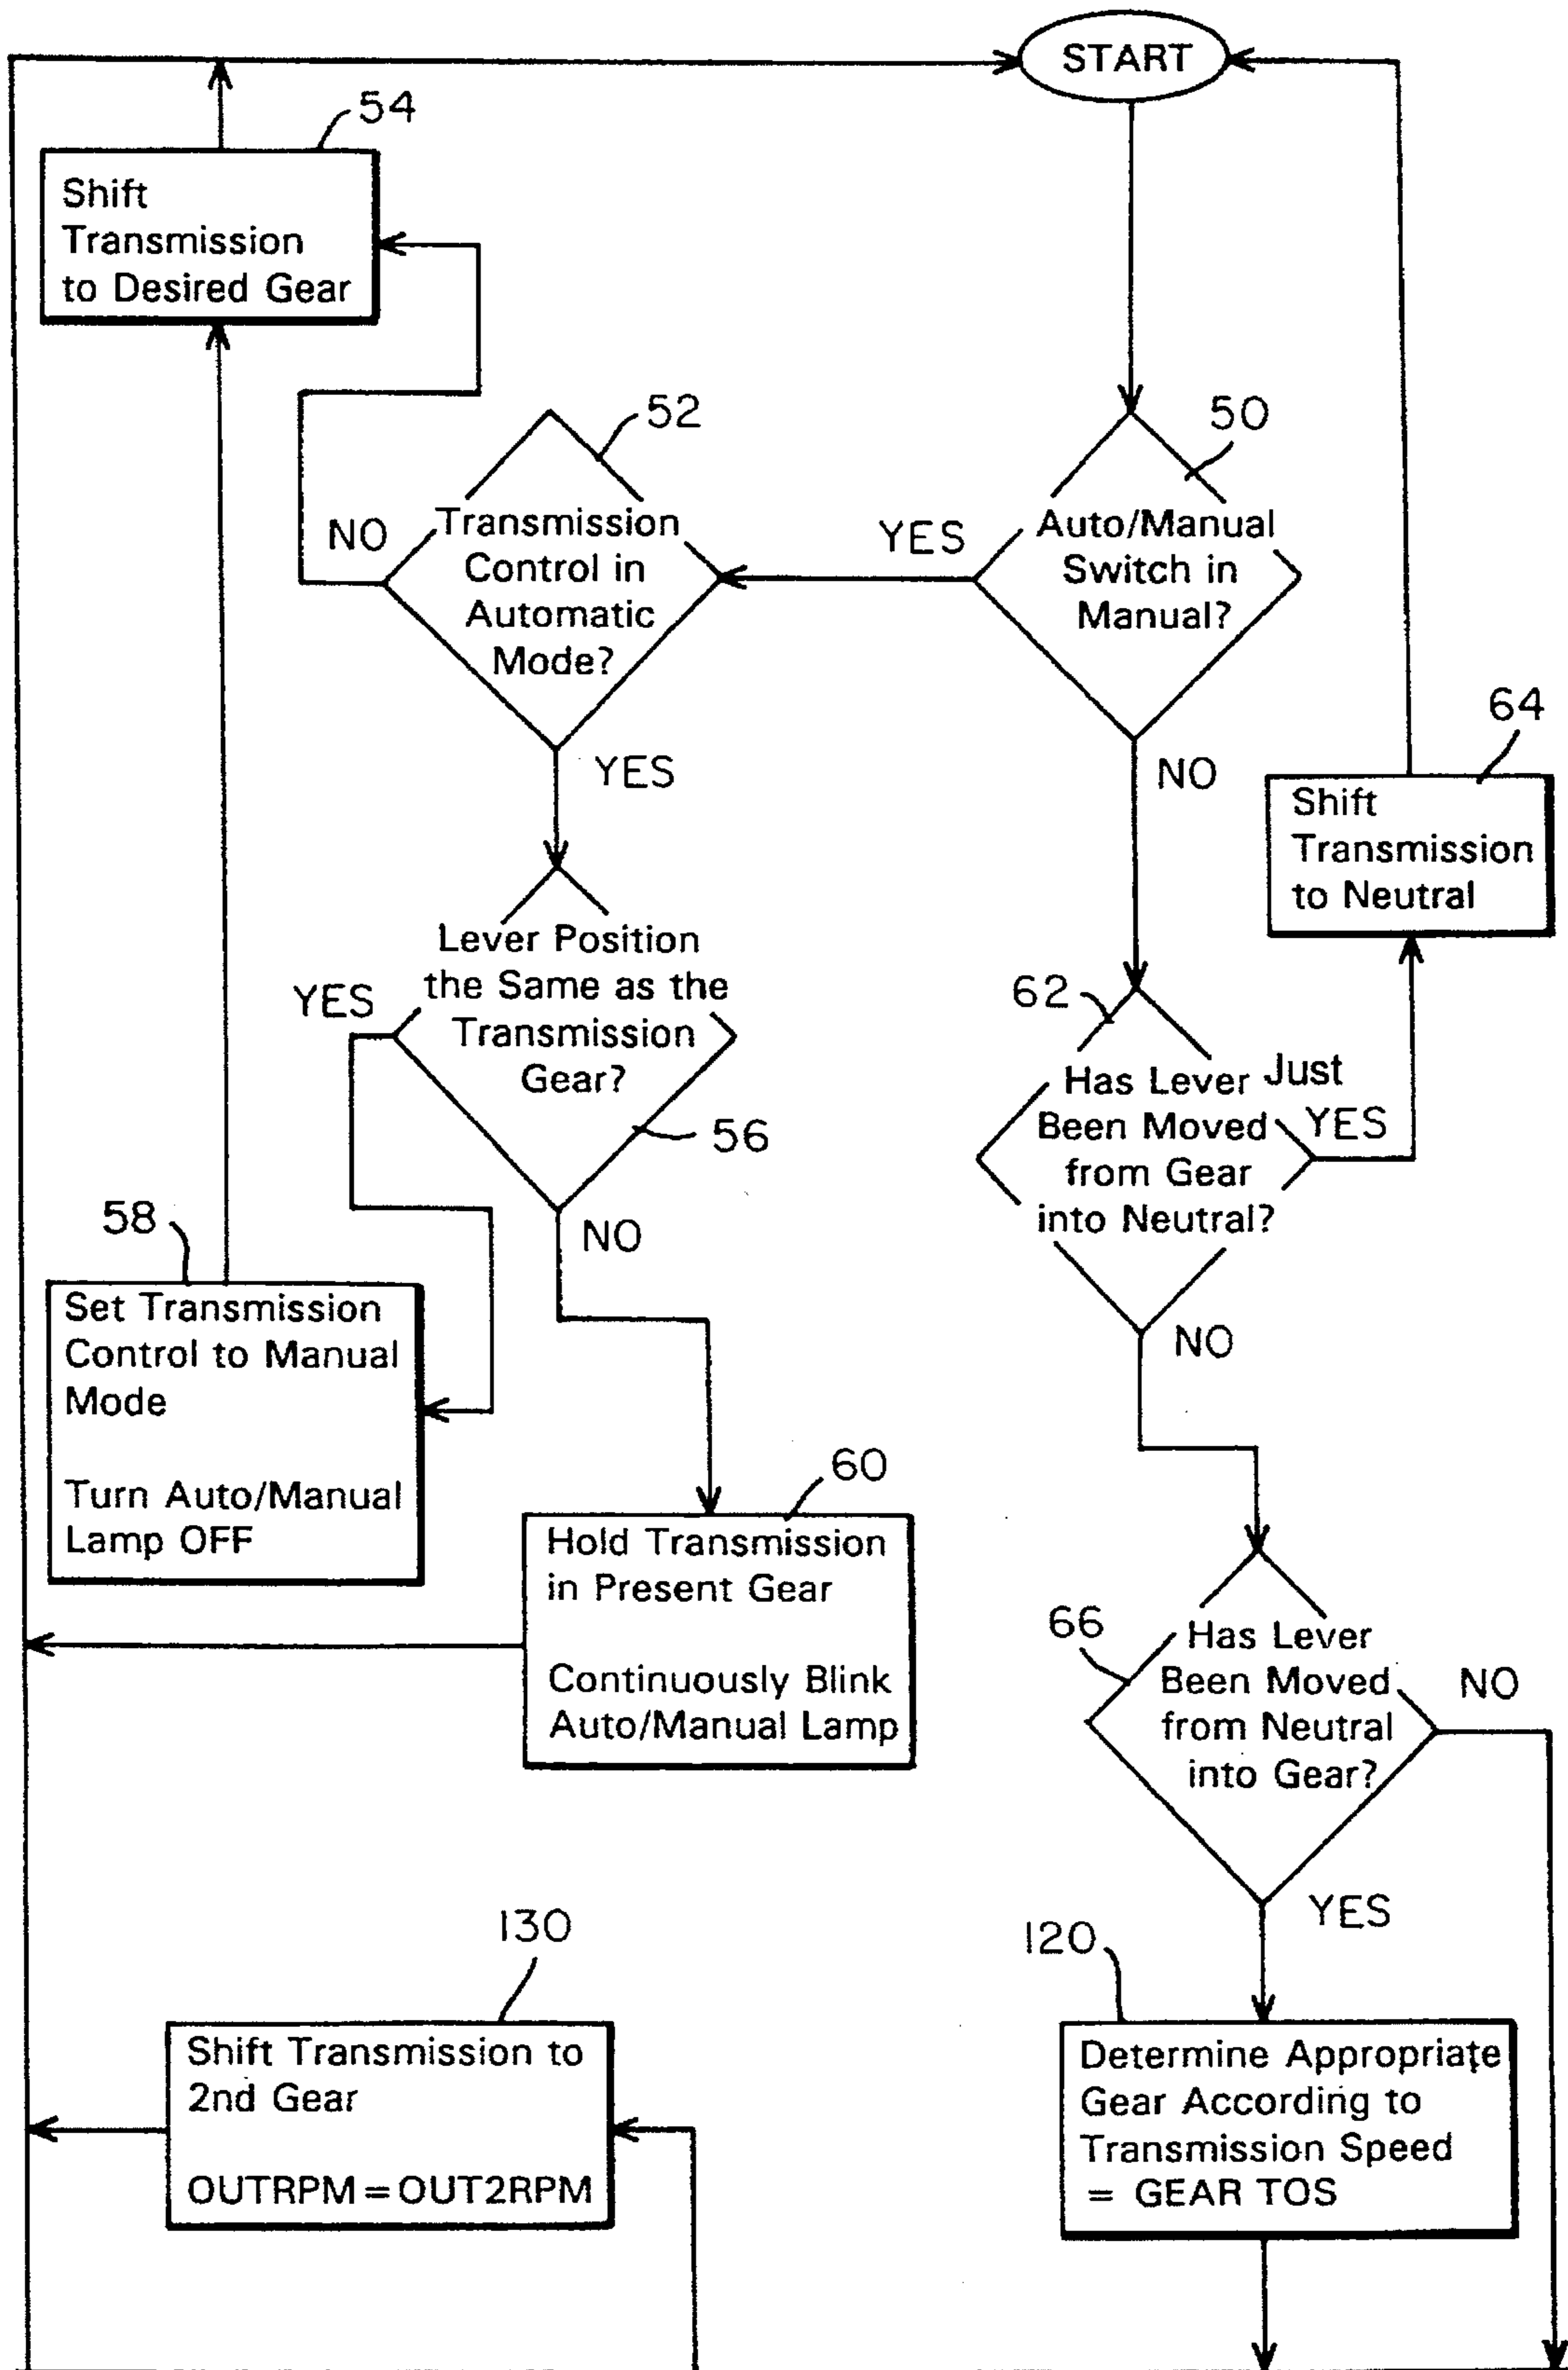 START
54
Shift
Transmission
to Desired Gear
52
50
NO
Transmission
Control in
Automatic
Mode?
YES
Auto/Manual
Switch in
Manual?
YES
NO
64
Shift
Transmission
to Neutral
Lever Position
the Same as the
Transmission
Gear?
YES
56
NO
62
Has Lever Just
Been Moved
from Gear
into Neutral?
YES
NO
58
Set Transmission
Control to Manual
Mode
Turn Auto/Manual
Lamp OFF
60
Hold Transmission
in Present Gear
Continuously Blink
Auto/Manual Lamp
66
Has Lever
Been Moved
from Neutral
into Gear?
NO
YES
130
Shift Transmission to
2nd Gear
OUTRPM = OUT2RPM
120
Determine Appropriate
Gear According to
Transmission Speed
= GEAR TOS